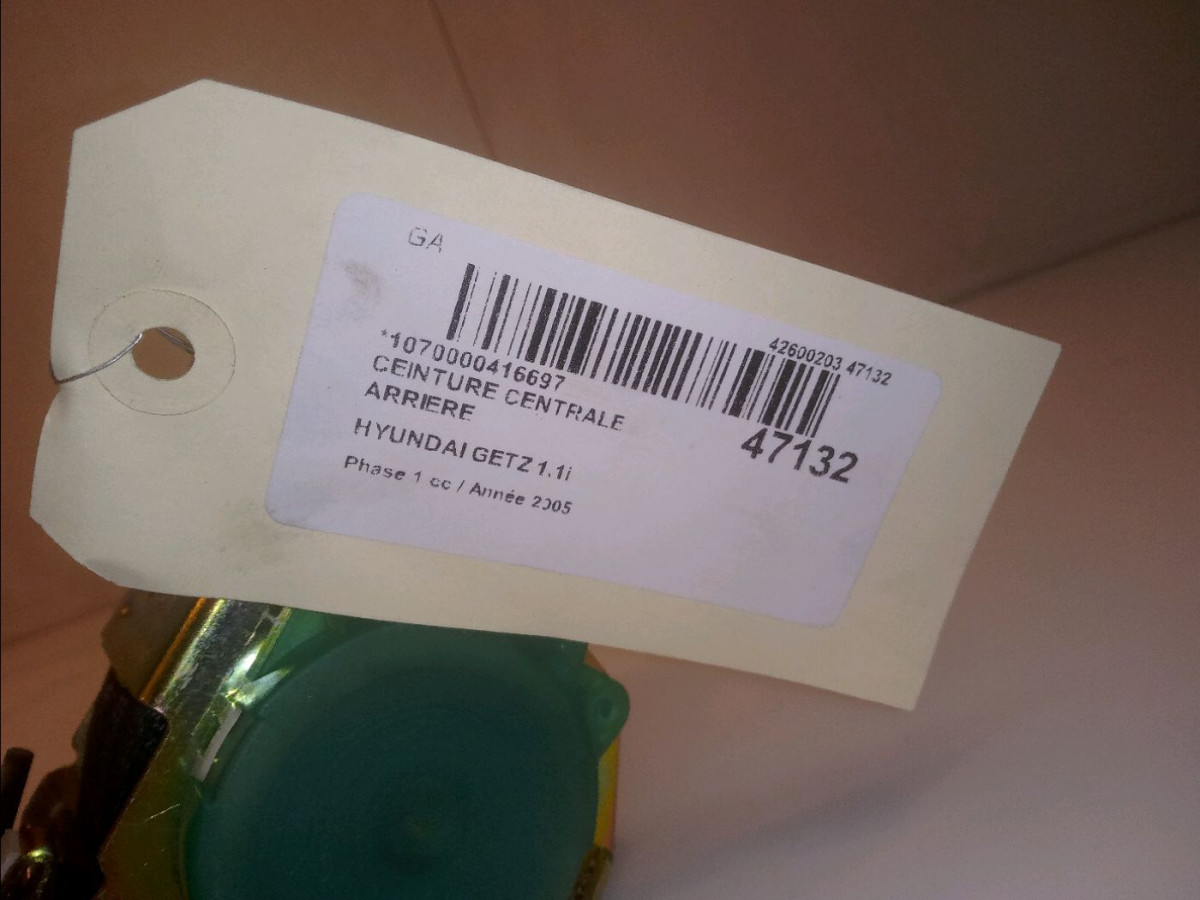 GA
42600203 47132
*1070000416697
CEINTURE CENTRALE
ARRIERE
47132
HYUNDAI GETZ 1.1i
Phase 1 cc / Année 2005